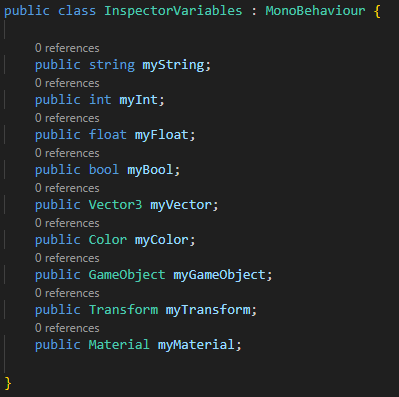 public class InspectorVariables : MonoBehaviour {
0 references
public string myString;
0 references
public int myInt;
0 references
public float myFloat;
0 references
public bool myBool;
0 references
public Vector3 myVector;
0 references
public Color myColor;
0 references
public GameObject myGameObject;
0 references
public Transform myTransform;
0 references
public Material myMaterial;
}